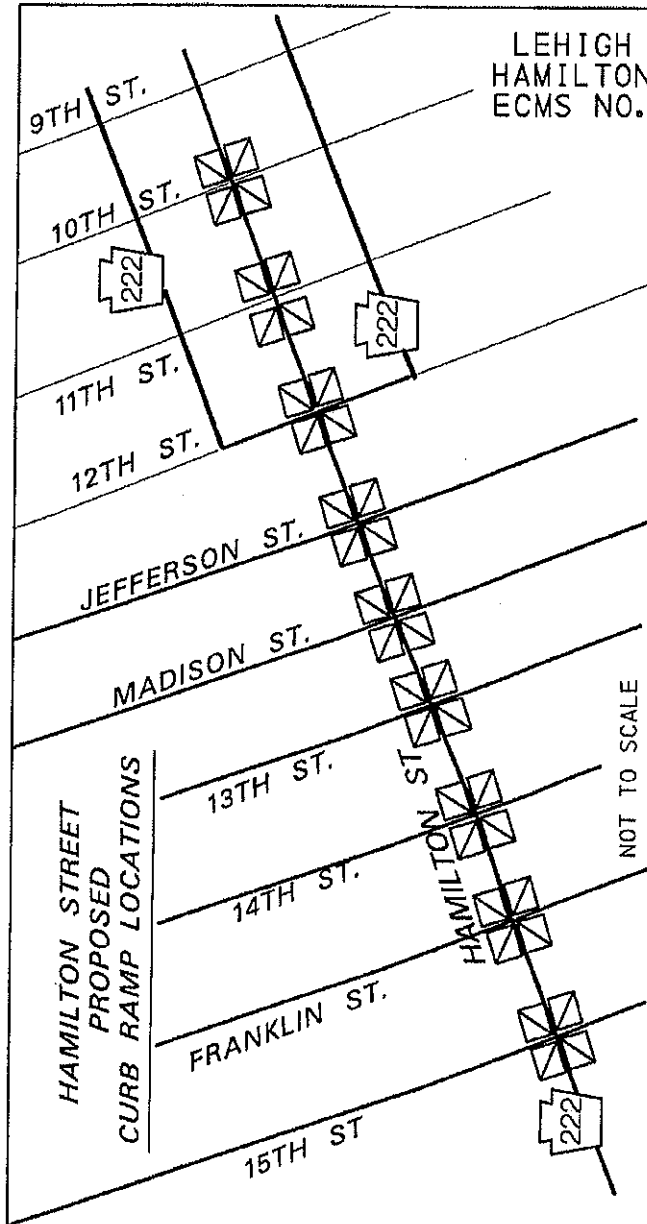 LEHIGH
HAMILTON
ECMS NO.
9TH ST.
10TH ST.
222
222
11TH ST.
12TH ST.
JEFFERSON ST.
MADISON ST.
13TH ST.
HAMILTON ST
14TH ST.
FRANKLIN ST.
15TH ST
222
NOT TO SCALE
HAMILTON STREET
PROPOSED
CURB RAMP LOCATIONS